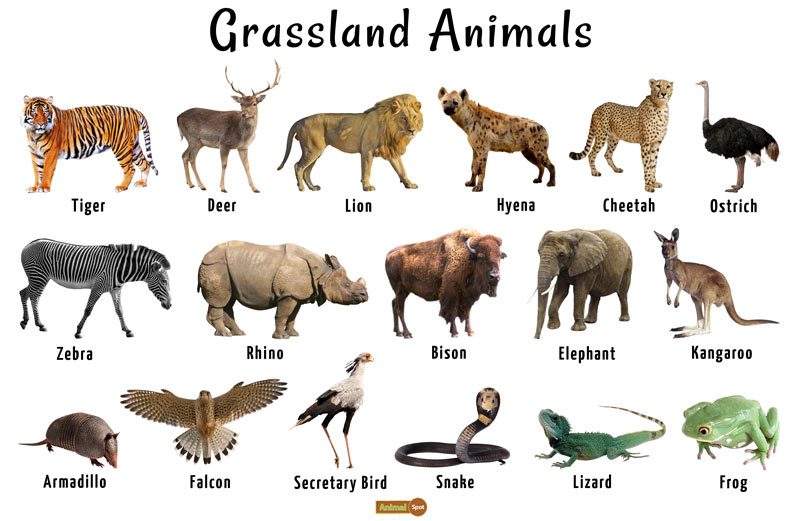 Grassland Animals
Tiger
Deer
Lion
Hyena
Cheetah
Ostrich
Zebra
Rhino
Bison
Elephant
Kangaroo
Armadillo
Falcon
Secretary Bird
Snake
Lizard
Frog
Animal Spot